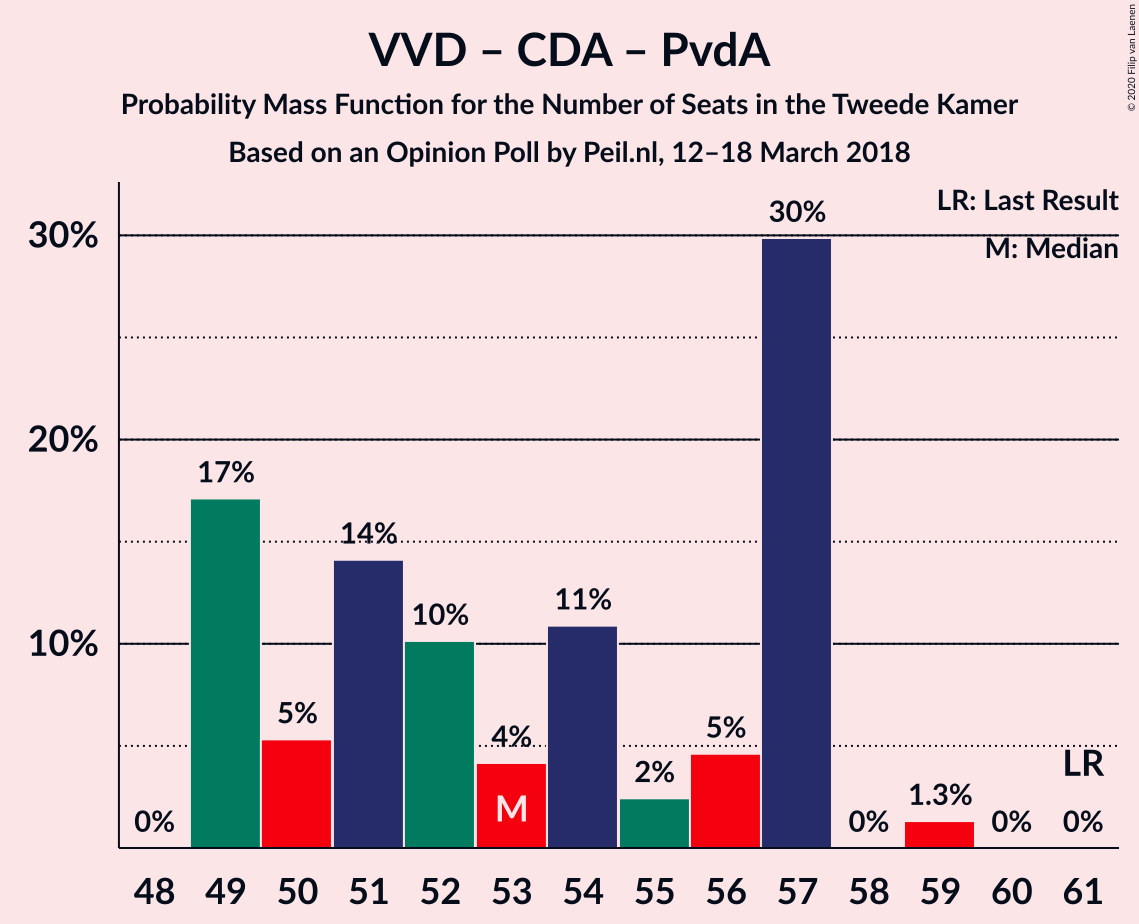 VVD – CDA – PvdA
Probability Mass Function for the Number of Seats in the Tweede Kamer
Based on an Opinion Poll by Peil.nl, 12–18 March 2018
© 2020 Filip van Laenen
LR: Last Result
M: Median
30%
20%
10%
0%
17%
5%
14%
10%
4%
M
11%
2%
5%
30%
0%
1.3%
0%
LR
0%
48 49 50 51 52 53 54 55 56 57 58 59 60 61